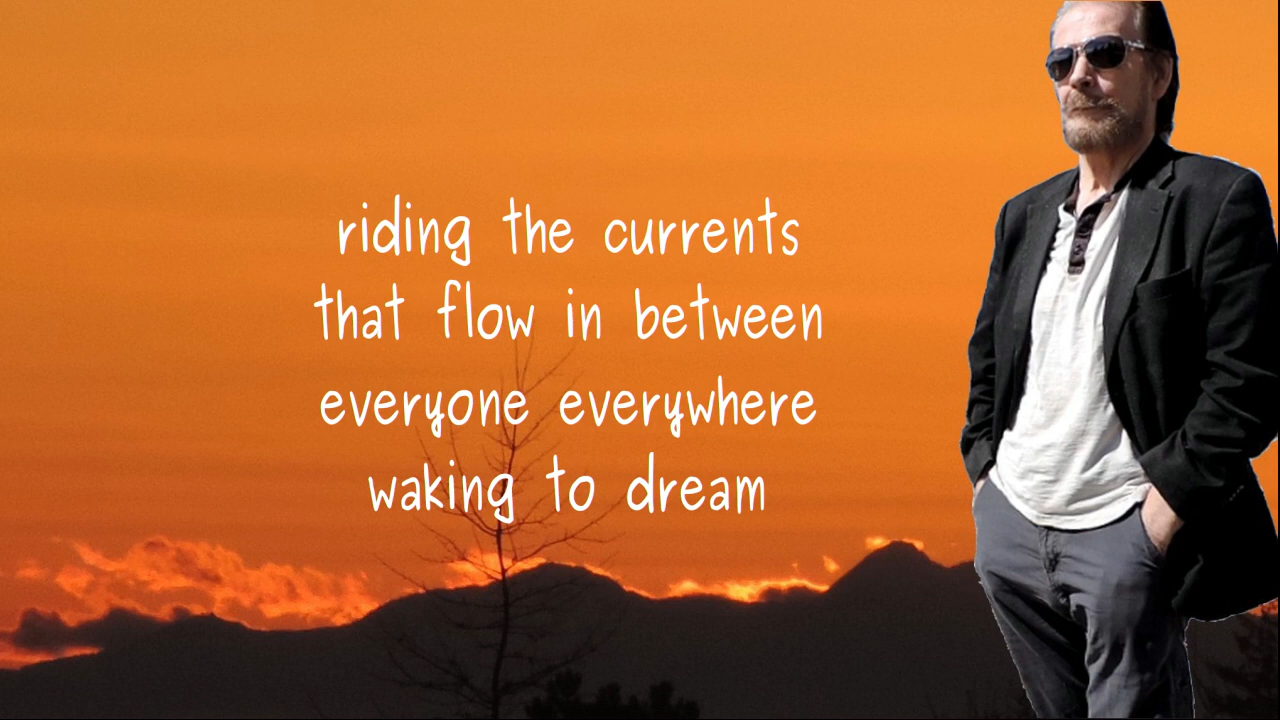 riding the currents
that flow in between
everyone everywhere
waking to dream